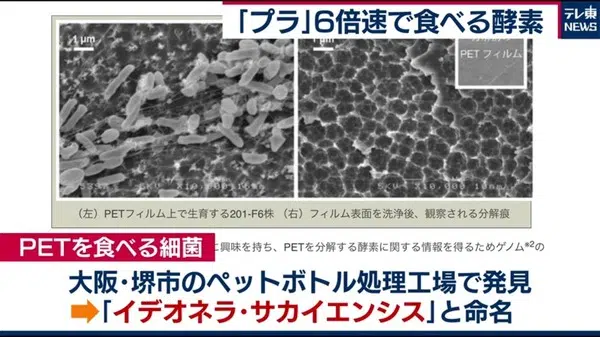 「プラ」6倍速で食べる酵素
テレ東
NEWS
1 μm
1 μm
PETフィルム
5KV X10,000 10mm
（左）PETフィルム上で生育する201-F6株 （右）フィルム表面を洗浄後、観察される分解痕
に興味を持ち、PETを分解する酵素に関する情報を得るためゲノム※2の
PETを食べる細菌
大阪・堺市のペットボトル処理工場で発見
➡「イデオネラ・サカイエンシス」と命名